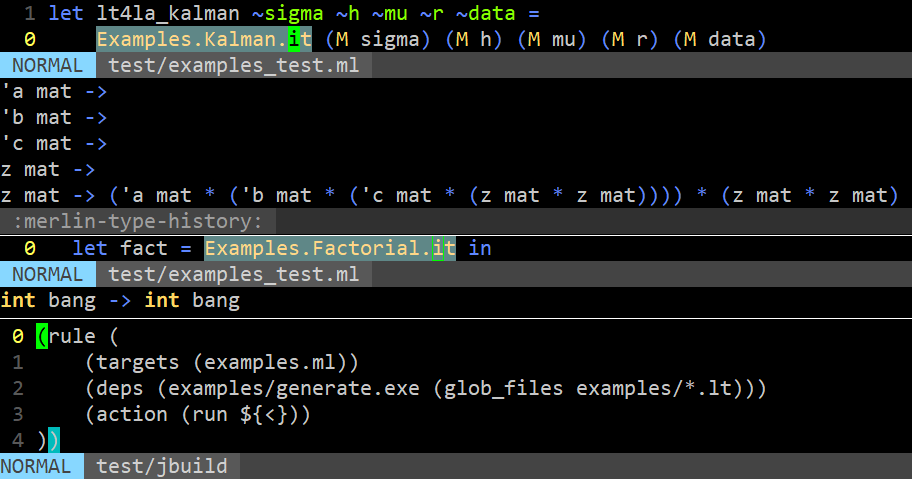 1 let lt4la_kalman ~sigma ~h ~mu ~r ~data =
0 Examples.Kalman.it (M sigma) (M h) (M mu) (M r) (M data)
NORMAL test/examples_test.ml
'a mat ->
'b mat ->
'c mat ->
z mat ->
z mat -> ('a mat * ('b mat * ('c mat * (z mat * z mat)))) * (z mat * z mat)
:merlin-type-history:
0 let fact = Examples.Factorial.it in
NORMAL test/examples_test.ml
int bang -> int bang
0 (rule (
1 (targets (examples.ml))
2 (deps (examples/generate.exe (glob_files examples/*.lt)))
3 (action (run ${<}))
4 ))
NORMAL test/jbuild